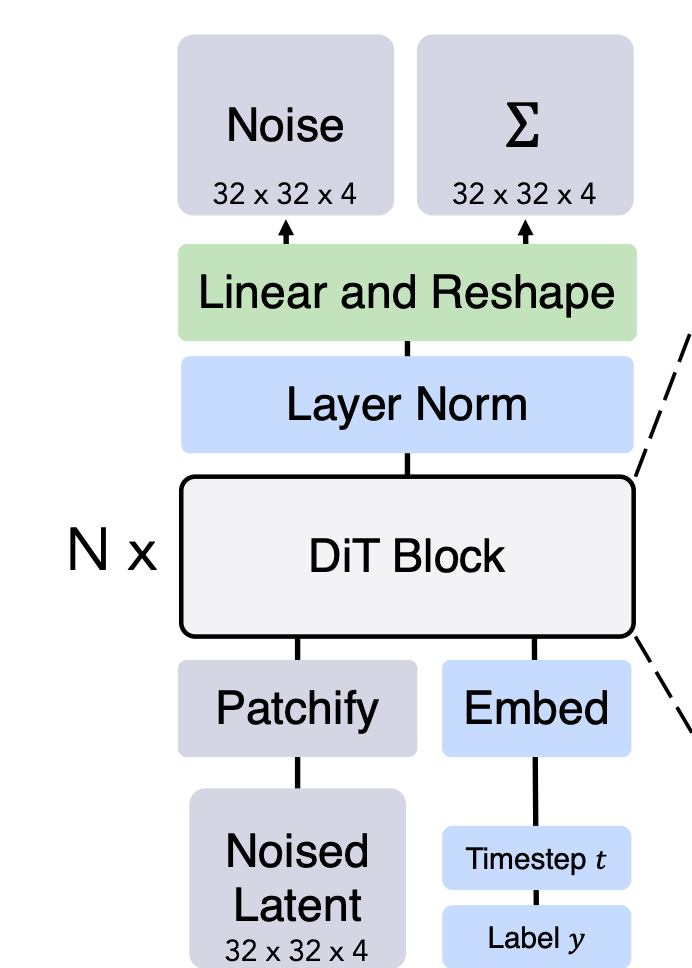 Noise
32 x 32 x 4
Σ
32 x 32 x 4
Linear and Reshape
Layer Norm
N x
DiT Block
Patchify
Embed
Noised
Latent
32 x 32 x 4
Timestep t
Label y